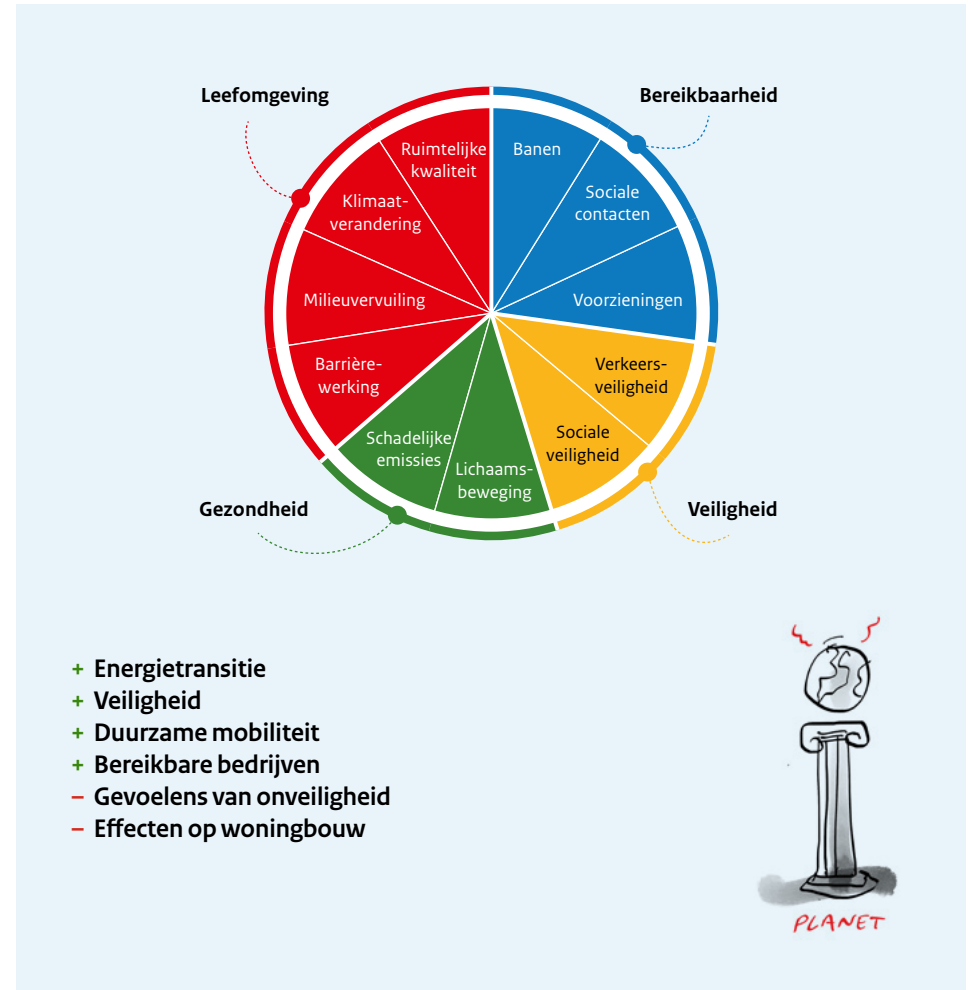 Leefomgeving
Bereikbaarheid
Ruimtelijke
kwaliteit
Banen
Klimaat-
verandering
Sociale
contacten
Milieuvervuiling
Voorzieningen
Barrière-
werking
Verkeers-
veiligheid
Schadelijke
emissies
Lichaams-
beweging
Sociale
veiligheid
Gezondheid
Veiligheid
+ Energietransitie
+ Veiligheid
+ Duurzame mobiliteit
+ Bereikbare bedrijven
– Gevoelens van onveiligheid
– Effecten op woningbouw
PLANET